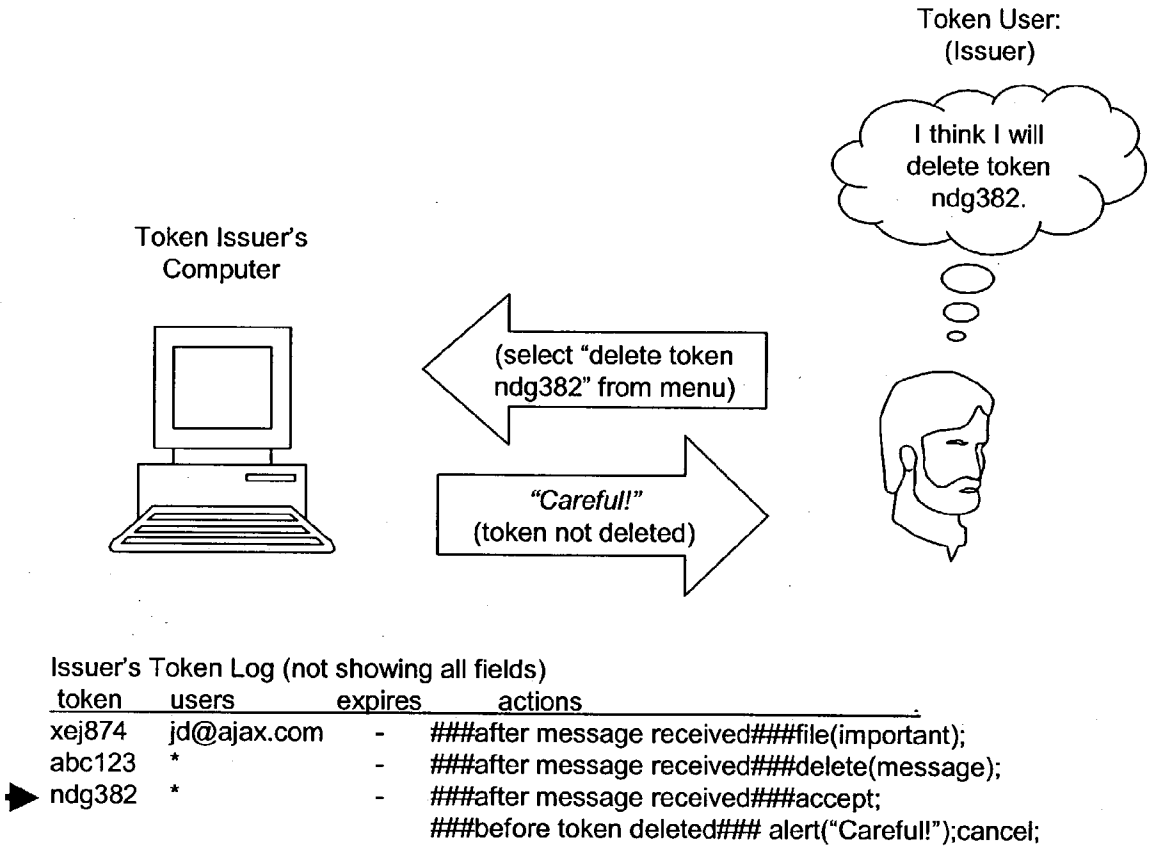 Token User:
(Issuer)
I think I will
delete token
ndg382.
Token Issuer's
Computer
(select “delete token
ndg382” from menu)
“Careful!”
(token not deleted)
Issuer's Token Log (not showing all fields)
token users expires actions
xej874 jd@ajax.com - ###after message received###file(important);
abc123 * - ###after message received###delete(message);
ndg382 * - ###after message received###accept;
###before token deleted### alert(“Careful!”);cancel;